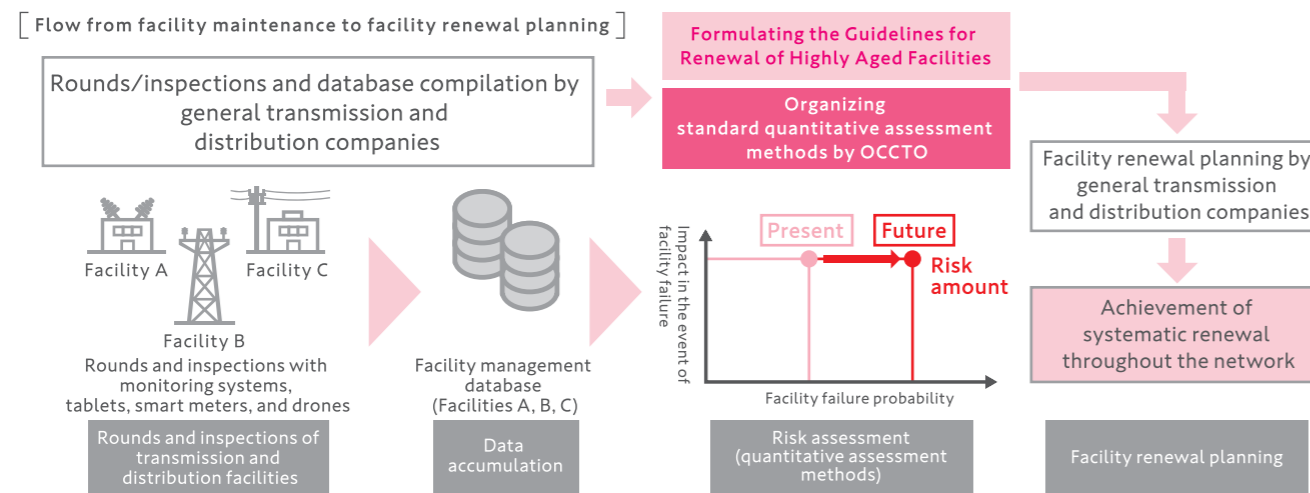 [ Flow from facility maintenance to facility renewal planning ]
Rounds/inspections and database compilation by
general transmission and
distribution companies
Formulating the Guidelines for
Renewal of Highly Aged Facilities
Organizing
standard quantitative assessment
methods by OCCTO
Facility renewal planning by
general transmission
and distribution companies
Achievement of
systematic renewal
throughout the network
Facility A
Facility C
Facility B
Rounds and inspections with
monitoring systems,
tablets, smart meters, and drones
Facility management
database
(Facilities A, B, C)
Impact in the event of
facility failure
Present
Future
Risk
amount
Facility failure probability
Rounds and inspections of
transmission and
distribution facilities
Data
accumulation
Risk assessment
(quantitative assessment
methods)
Facility renewal planning